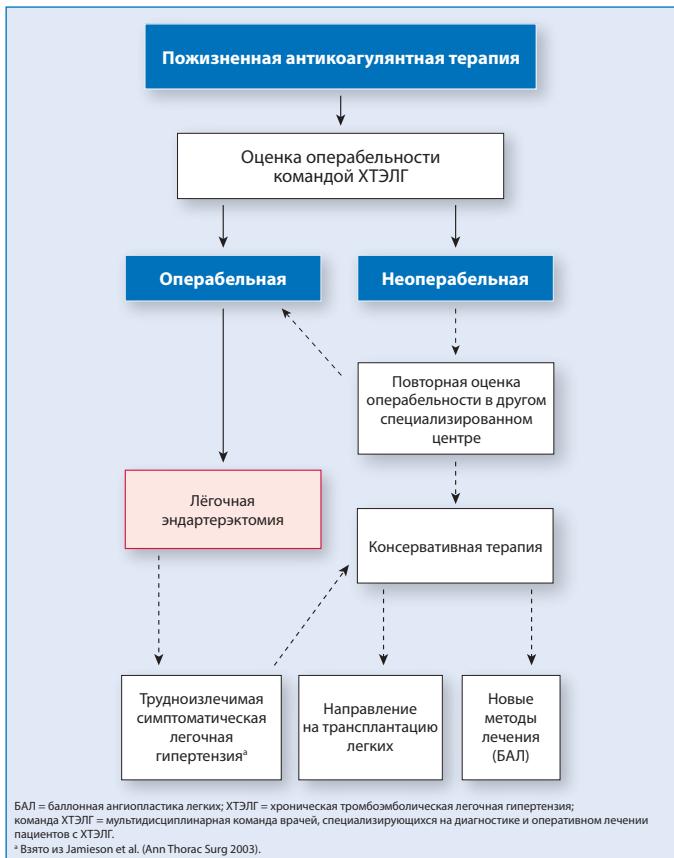 Пожизненная антикоагулянтная терапия
Оценка операбельности
командой ХТЭЛГ
Операбельная
Неоперабельная
Повторная оценка
операбельности в другом
специализированном
центре
Лёгочная
эндартерэктомия
Консервативная терапия
Трудноизлечимая
симптоматическая
легочная
гипертензияᵃ
Направление
на трансплантацию
легких
Новые
методы
лечения
(БАЛ)
БАЛ = баллонная ангиопластика легких; ХТЭЛГ = хроническая тромбоэмболическая легочная гипертензия;
команда ХТЭЛГ = мультидисциплинарная команда врачей, специализирующихся на диагностике и оперативном лечении
пациентов с ХТЭЛГ.
ᵃ Взято из Jamieson et al. (Ann Thorac Surg 2003).